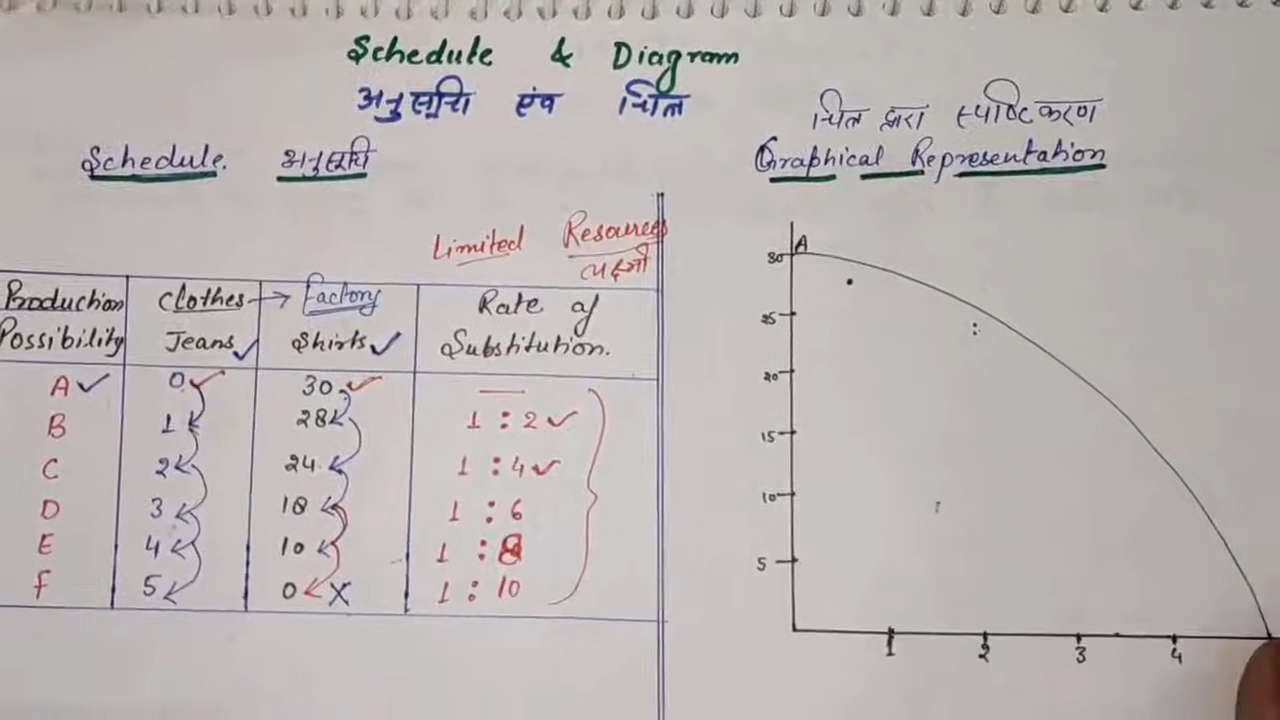 Schedule & Diagram
अनुसूचि एंव चित्र
Schedule. अनुसूचि
चित्र द्वारा स्पष्टिकरण
Graphical Representation
Limited Resources
Production Possibility
Clothes → Factory
Jeans ✓ Shirts ✓
Rate of Substitution.
A ✓ 0 ✓ 30 ✓ —
B 1 28 1 : 2 ✓
C 2 24 1 : 4 ✓
D 3 18 1 : 6
E 4 10 1 : 8
F 5 0 X 1 : 10
A
30
25
20
15
10
5
1 2 3 4